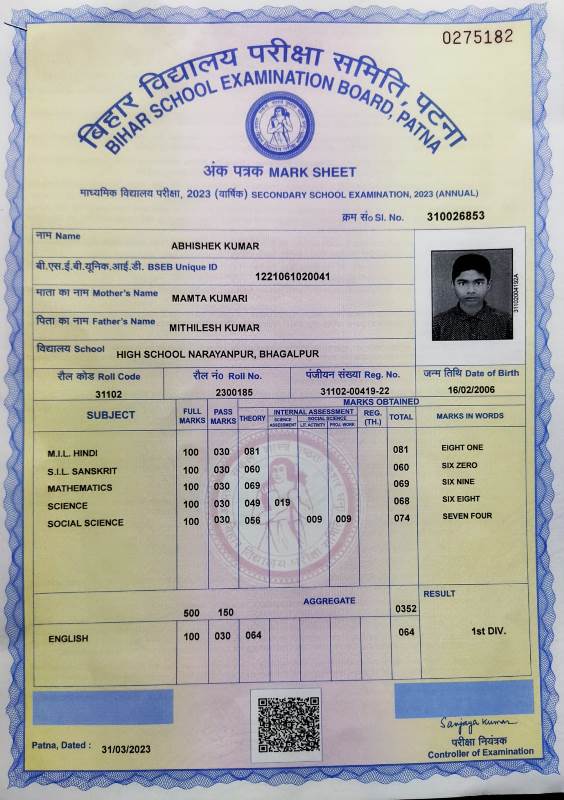 0275182
बिहार विद्यालय परीक्षा समिति, पटना
BIHAR SCHOOL EXAMINATION BOARD, PATNA
अंक पत्रक MARK SHEET
माध्यमिक विद्यालय परीक्षा, 2023 (वार्षिक) SECONDARY SCHOOL EXAMINATION, 2023 (ANNUAL)
क्रम सं० Sl. No. 310026853
नाम Name ABHISHEK KUMAR
बी.एस.ई.बी.यूनिक.आई.डी. BSEB Unique ID 1221061020041
माता का नाम Mother's Name MAMTA KUMARI
पिता का नाम Father's Name MITHILESH KUMAR
विद्यालय School HIGH SCHOOL NARAYANPUR, BHAGALPUR
रौल कोड Roll Code रौल नं० Roll No. पंजीयन संख्या Reg. No. जन्म तिथि Date of Birth
31102 2300185 31102-00419-22 16/02/2006
MARKS OBTAINED
SUBJECT FULL MARKS PASS MARKS THEORY INTERNAL ASSESSMENT REG. (TH.) TOTAL MARKS IN WORDS
SCIENCE ASSESSMENT SOCIAL SCIENCE
LIT. ACTIVITY PROJ. WORK
M.I.L. HINDI 100 030 081 081 EIGHT ONE
S.I.L. SANSKRIT 100 030 060 060 SIX ZERO
MATHEMATICS 100 030 069 069 SIX NINE
SCIENCE 100 030 049 019 068 SIX EIGHT
SOCIAL SCIENCE 100 030 056 009 009 074 SEVEN FOUR
AGGREGATE RESULT
500 150 0352
ENGLISH 100 030 064 064 1st DIV.
Sanjaya Kumar
Patna, Dated : 31/03/2023
परीक्षा नियंत्रक
Controller of Examination